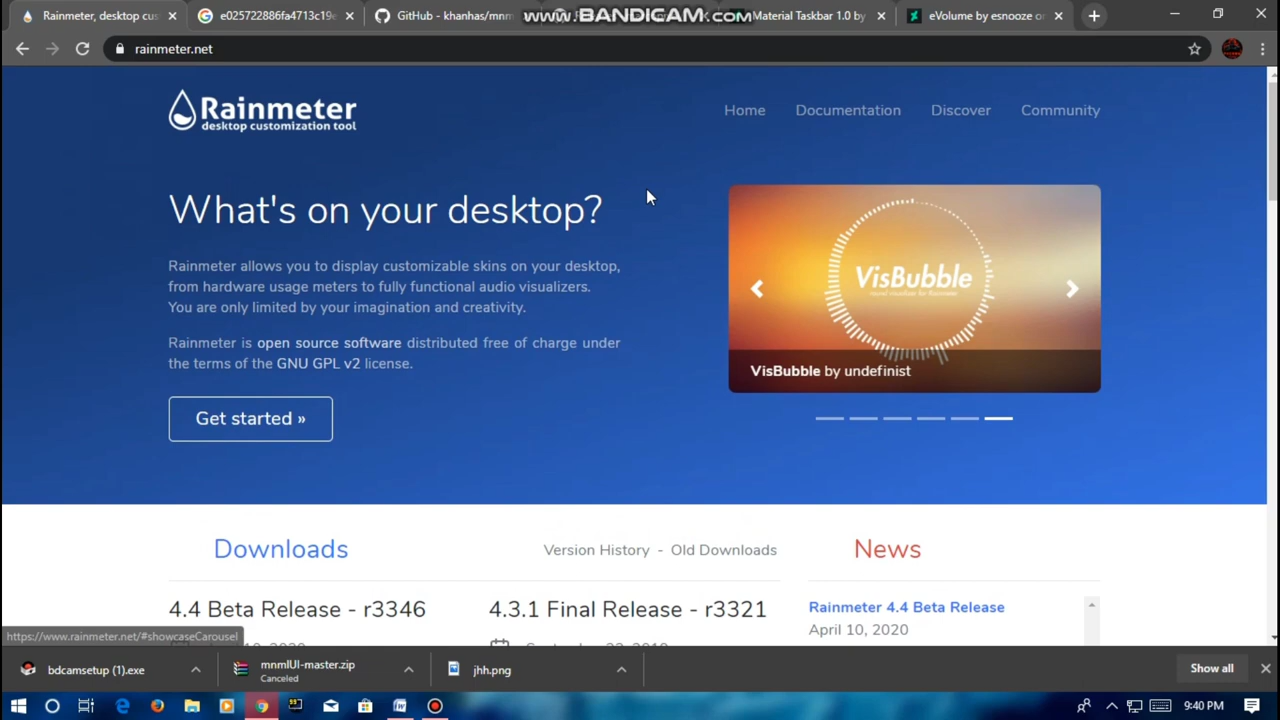 Rainmeter, desktop cus
e025722886fa4713c19e
GitHub - khanhas/mnm
www.BANDICAM.com
Material Taskbar 1.0 by
eVolume by esnooze or
rainmeter.net
Rainmeter
desktop customization tool
Home
Documentation
Discover
Community
What's on your desktop?
Rainmeter allows you to display customizable skins on your desktop,
from hardware usage meters to fully functional audio visualizers.
You are only limited by your imagination and creativity.
Rainmeter is open source software distributed free of charge under
the terms of the GNU GPL v2 license.
Get started »
VisBubble
VisBubble by undefinist
Downloads
Version History - Old Downloads
News
4.4 Beta Release - r3346
4.3.1 Final Release - r3321
Rainmeter 4.4 Beta Release
April 10, 2020
https://www.rainmeter.net/#showcaseCarousel
bdcamsetup (1).exe
mnmlUI-master.zip
Canceled
jhh.png
Show all
9:40 PM